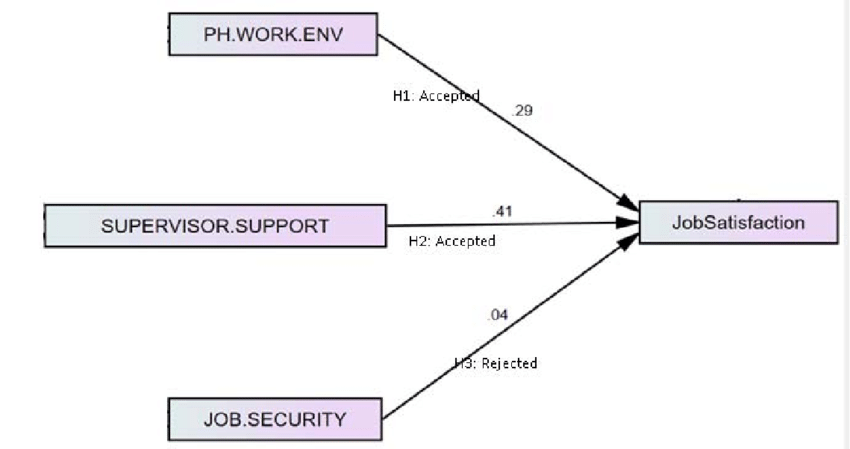 PH.WORK.ENV
H1: Accepted
.29
.41
SUPERVISOR.SUPPORT
JobSatisfaction
H2: Accepted
.04
H3: Rejected
JOB.SECURITY